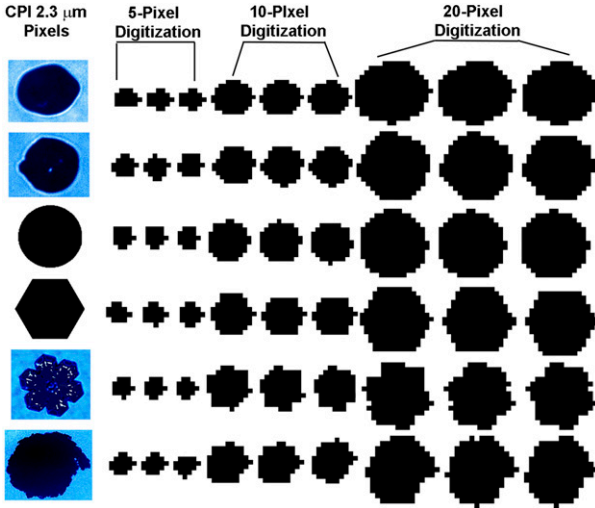 CPI 2.3 μm
Pixels
5-Pixel
Digitization
10-PIxel
Digitization
20-Pixel
Digitization